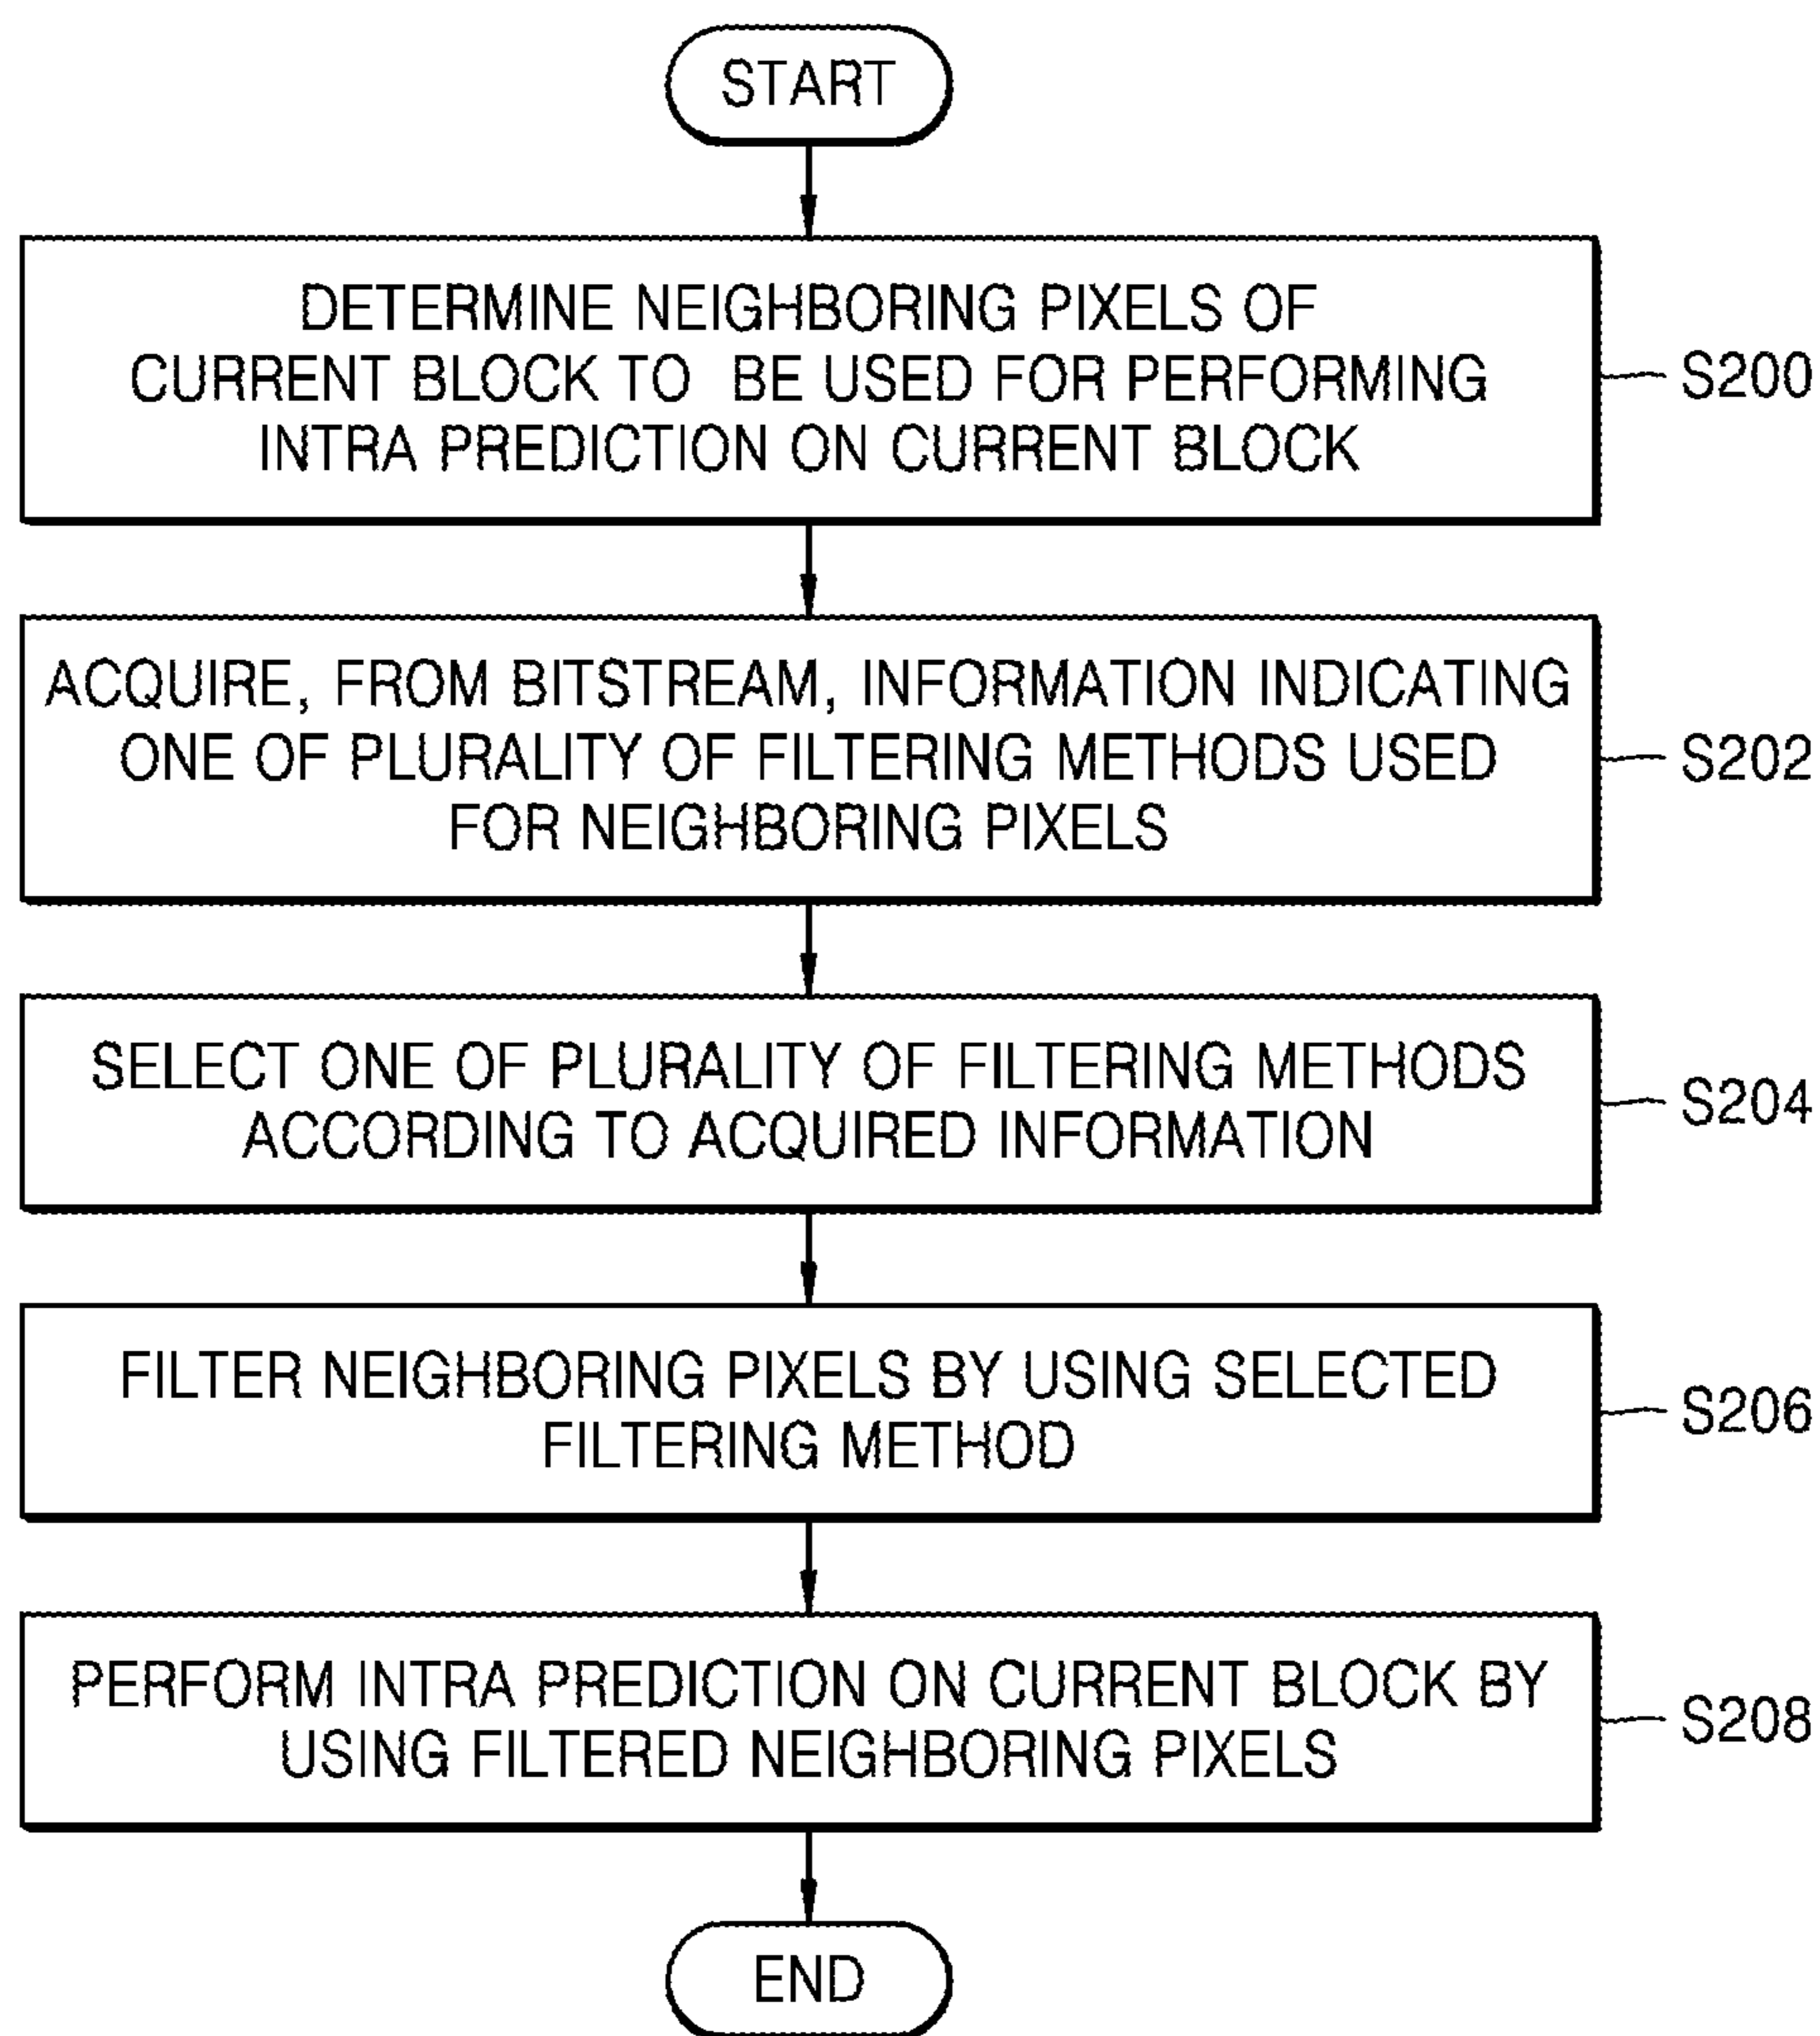 START
DETERMINE NEIGHBORING PIXELS OF
CURRENT BLOCK TO BE USED FOR PERFORMING
INTRA PREDICTION ON CURRENT BLOCK
S200
ACQUIRE, FROM BITSTREAM, INFORMATION INDICATING
ONE OF PLURALITY OF FILTERING METHODS USED
FOR NEIGHBORING PIXELS
S202
SELECT ONE OF PLURALITY OF FILTERING METHODS
ACCORDING TO ACQUIRED INFORMATION
S204
FILTER NEIGHBORING PIXELS BY USING SELECTED
FILTERING METHOD
S206
PERFORM INTRA PREDICTION ON CURRENT BLOCK BY
USING FILTERED NEIGHBORING PIXELS
S208
END